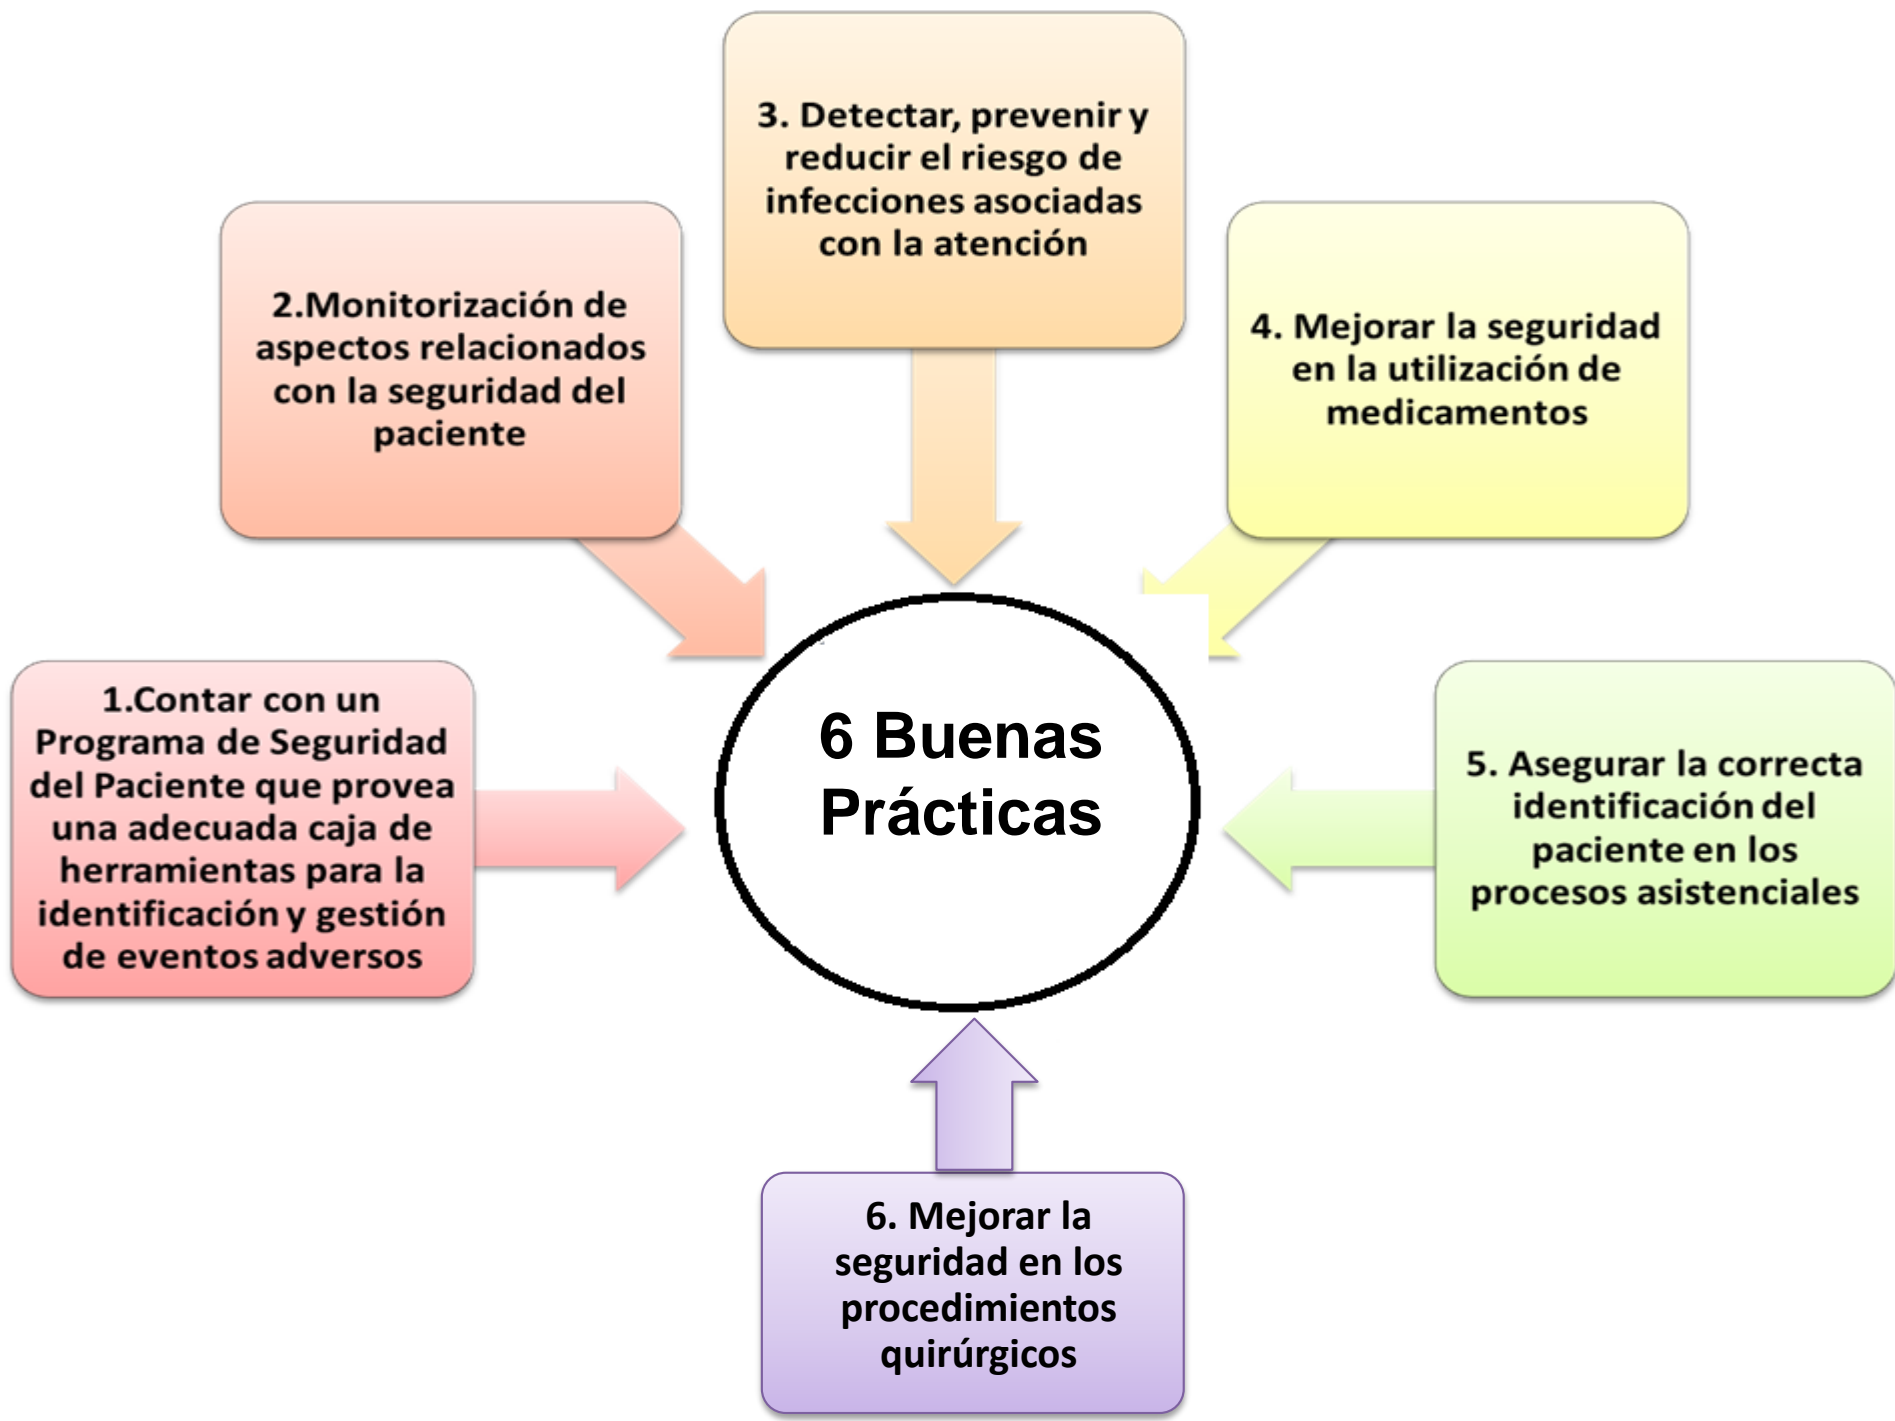 3. Detectar, prevenir y
reducir el riesgo de
infecciones asociadas
con la atención
2.Monitorización de
aspectos relacionados
con la seguridad del
paciente
4. Mejorar la seguridad
en la utilización de
medicamentos
1.Contar con un
Programa de Seguridad
del Paciente que provea
una adecuada caja de
herramientas para la
identificación y gestión
de eventos adversos
6 Buenas
Prácticas
5. Asegurar la correcta
identificación del
paciente en los
procesos asistenciales
6. Mejorar la
seguridad en los
procedimientos
quirúrgicos